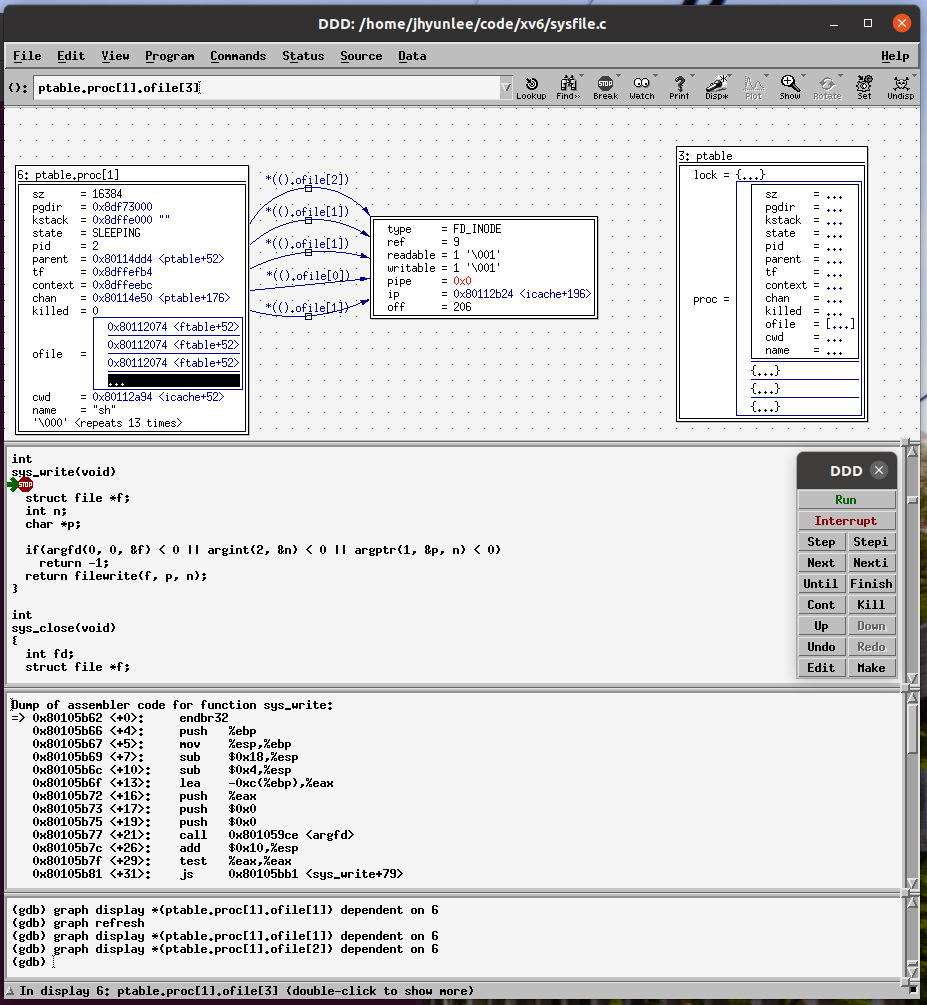 DDD: /home/jhyunlee/code/xv6/sysfile.c
File Edit View Program Commands Status Source Data Help
(): ptable.proc[1].ofile[3]
Lookup Find>> Break Watch Print Disp* Plot Show Rotate Set Undisp
6: ptable.proc[1]
sz = 16384
pgdir = 0x8df73000
kstack = 0x8dffe000 ""
state = SLEEPING
pid = 2
parent = 0x80114dd4 <ptable+52>
tf = 0x8dffefb4
context = 0x8dffeebc
chan = 0x80114e50 <ptable+176>
killed = 0
ofile =
0x80112074 <ftable+52>
0x80112074 <ftable+52>
0x80112074 <ftable+52>
...
cwd = 0x80112a94 <icache+52>
name = "sh"
'\000' <repeats 13 times>
*(().ofile[2])
*(().ofile[1])
*(().ofile[1])
*(().ofile[0])
*(().ofile[1])
type = FD_INODE
ref = 9
readable = 1 '\001'
writable = 1 '\001'
pipe = 0x0
ip = 0x80112b24 <icache+196>
off = 206
3: ptable
lock = {...}
proc =
sz = ...
pgdir = ...
kstack = ...
state = ...
pid = ...
parent = ...
tf = ...
context = ...
chan = ...
killed = ...
ofile = [...]
cwd = ...
name = ...
{...}
{...}
{...}
int
sys_write(void)
STOP
struct file *f;
int n;
char *p;
if(argfd(0, 0, &f) < 0 || argint(2, &n) < 0 || argptr(1, &p, n) < 0)
return -1;
return filewrite(f, p, n);
}
int
sys_close(void)
{
int fd;
struct file *f;
DDD
Run
Interrupt
Step Stepi
Next Nexti
Until Finish
Cont Kill
Up Down
Undo Redo
Edit Make
Dump of assembler code for function sys_write:
=> 0x80105b62 <+0>: endbr32
0x80105b66 <+4>: push %ebp
0x80105b67 <+5>: mov %esp,%ebp
0x80105b69 <+7>: sub $0x18,%esp
0x80105b6c <+10>: sub $0x4,%esp
0x80105b6f <+13>: lea -0xc(%ebp),%eax
0x80105b72 <+16>: push %eax
0x80105b73 <+17>: push $0x0
0x80105b75 <+19>: push $0x0
0x80105b77 <+21>: call 0x801059ce <argfd>
0x80105b7c <+26>: add $0x10,%esp
0x80105b7f <+29>: test %eax,%eax
0x80105b81 <+31>: js 0x80105bb1 <sys_write+79>
(gdb) graph display *(ptable.proc[1].ofile[1]) dependent on 6
(gdb) graph refresh
(gdb) graph display *(ptable.proc[1].ofile[1]) dependent on 6
(gdb) graph display *(ptable.proc[1].ofile[2]) dependent on 6
(gdb)
In display 6: ptable.proc[1].ofile[3] (double-click to show more)